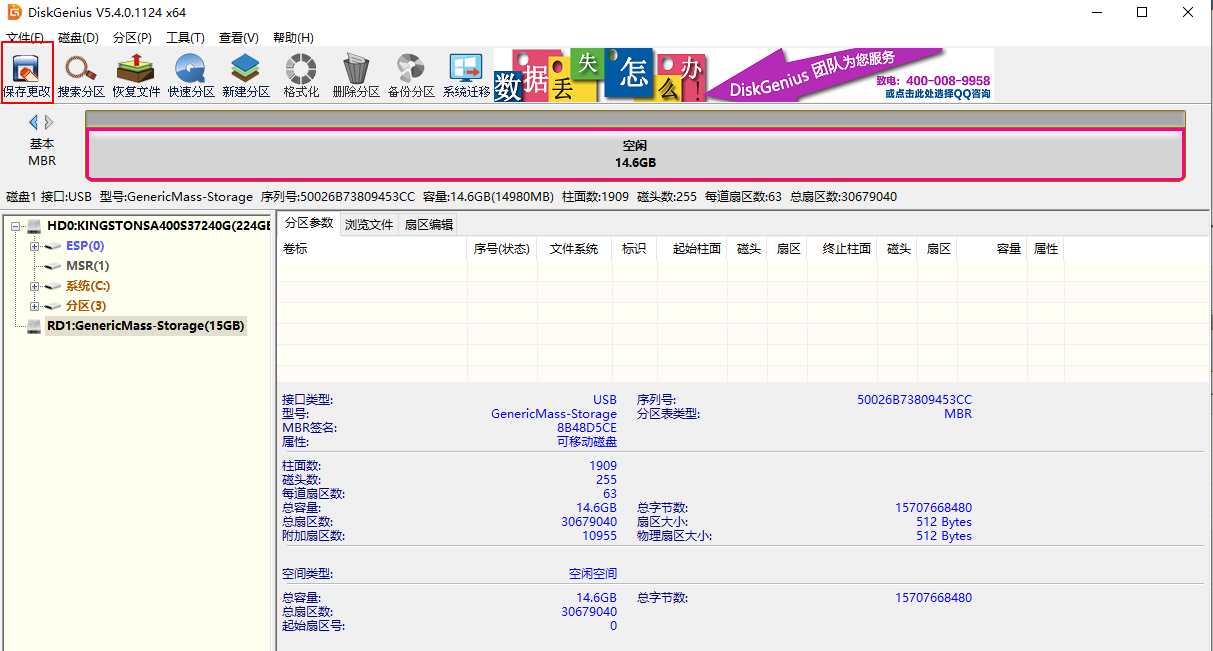 DiskGenius V5.4.0.1124 x64
文件(F) 磁盘(D) 分区(P) 工具(T) 查看(V) 帮助(H)
保存更改 搜索分区 恢复文件 快速分区 新建分区 格式化 删除分区 备份分区 系统迁移
数据丢失怎么办!
DiskGenius 团队为您服务
致电: 400-008-9958
或点击此处选择QQ咨询
基本
MBR
空闲
14.6GB
磁盘1 接口:USB 型号:GenericMass-Storage 序列号:50026B73809453CC 容量:14.6GB(14980MB) 柱面数:1909 磁头数:255 每道扇区数:63 总扇区数:30679040
HD0:KINGSTONSA400S37240G(224GB
ESP(0)
MSR(1)
系统(C:)
分区(3)
RD1:GenericMass-Storage(15GB)
分区参数 浏览文件 扇区编辑
卷标 序号(状态) 文件系统 标识 起始柱面 磁头 扇区 终止柱面 磁头 扇区 容量 属性
接口类型: USB 序列号: 50026B73809453CC
型号: GenericMass-Storage 分区表类型: MBR
MBR签名: 8B48D5CE
属性: 可移动磁盘
柱面数: 1909
磁头数: 255
每道扇区数: 63
总容量: 14.6GB 总字节数: 15707668480
总扇区数: 30679040 扇区大小: 512 Bytes
附加扇区数: 10955 物理扇区大小: 512 Bytes
空间类型: 空闲空间
总容量: 14.6GB 总字节数: 15707668480
总扇区数: 30679040
起始扇区号: 0